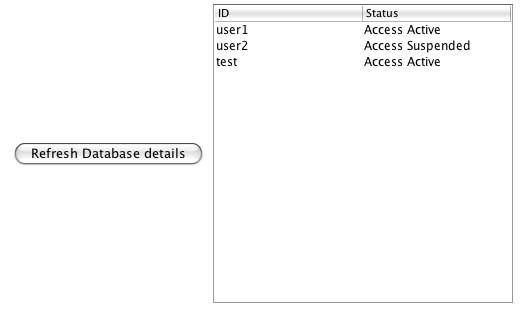 ID Status
user1 Access Active
user2 Access Suspended
test Access Active
Refresh Database details